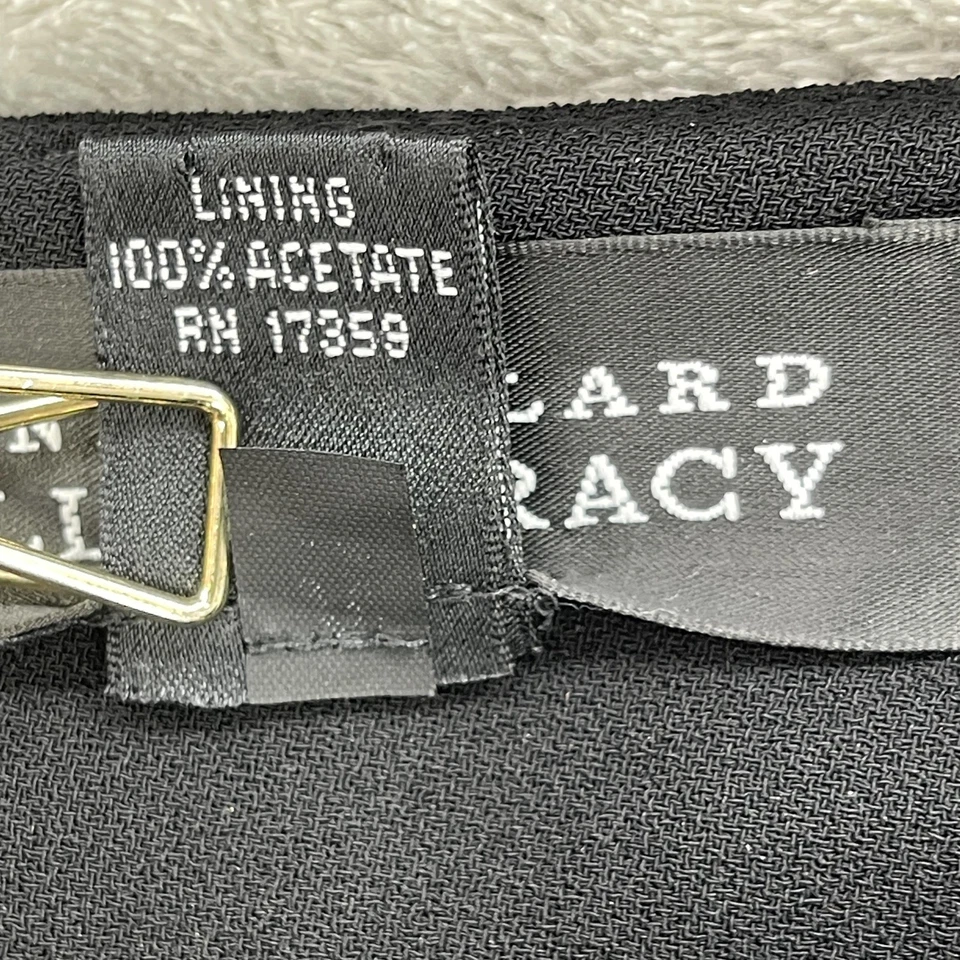 LINING
100% ACETATE
RN 17359
LARD
RACY